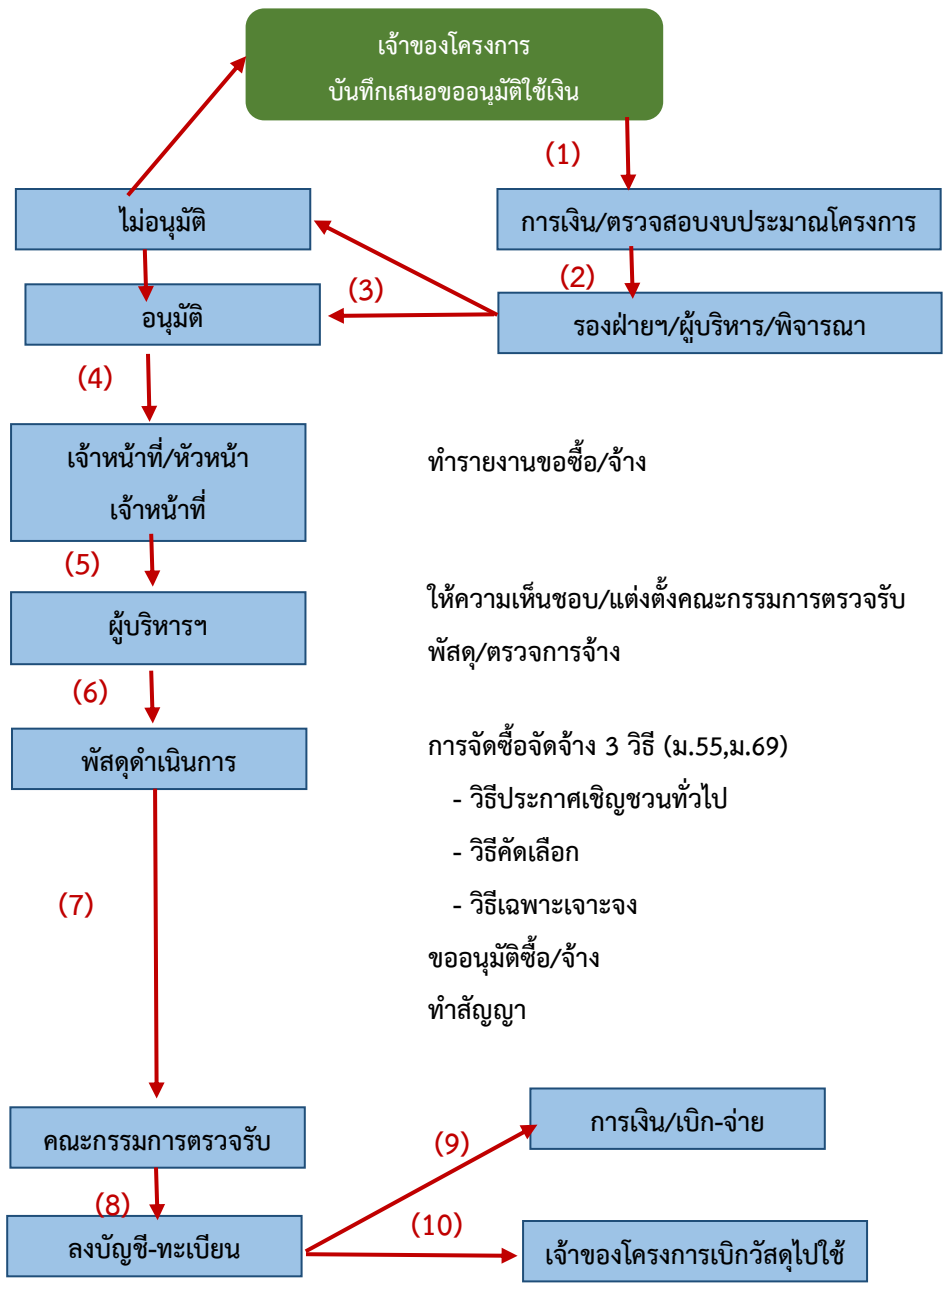 เจ้าของโครงการ
บันทึกเสนอขออนุมัติใช้เงิน
(1)
ไม่อนุมัติ
การเงิน/ตรวจสอบงบประมาณโครงการ
(2)
(3)
อนุมัติ
รองฝ่ายฯ/ผู้บริหาร/พิจารณา
(4)
เจ้าหน้าที่/หัวหน้า
เจ้าหน้าที่
ทำรายงานขอซื้อ/จ้าง
(5)
ผู้บริหารฯ
ให้ความเห็นชอบ/แต่งตั้งคณะกรรมการตรวจรับ
พัสดุ/ตรวจการจ้าง
(6)
พัสดุดำเนินการ
การจัดซื้อจัดจ้าง 3 วิธี (ม.55,ม.69)
- วิธีประกาศเชิญชวนทั่วไป
- วิธีคัดเลือก
- วิธีเฉพาะเจาะจง
(7)
ขออนุมัติซื้อ/จ้าง
ทำสัญญา
คณะกรรมการตรวจรับ
การเงิน/เบิก-จ่าย
(9)
(8)
(10)
ลงบัญชี-ทะเบียน
เจ้าของโครงการเบิกวัสดุไปใช้